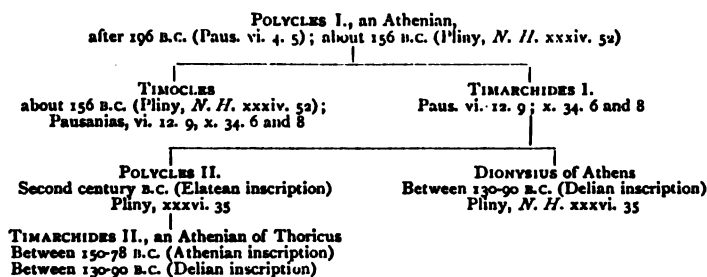 POLYCLES I., an Athenian,
after 196 B.C. (Paus. vi. 4. 5); about 156 B.C. (Pliny, N. H. xxxiv. 52)
TIMOCLES
about 156 B.C. (Pliny, N. H. xxxiv. 52);
Pausanias, vi. 12. 9, x. 34. 6 and 8
TIMARCHIDES I.
Paus. vi. 12. 9; x. 34. 6 and 8
POLYCLES II.
Second century B.C. (Elatean inscription)
Pliny, xxxvi. 35
DIONYSIUS of Athens
Between 130-90 B.C. (Delian inscription)
Pliny, N. H. xxxvi. 35
TIMARCHIDES II., an Athenian of Thoricus
Between 150-78 B.C. (Athenian inscription)
Between 130-90 B.C. (Delian inscription)